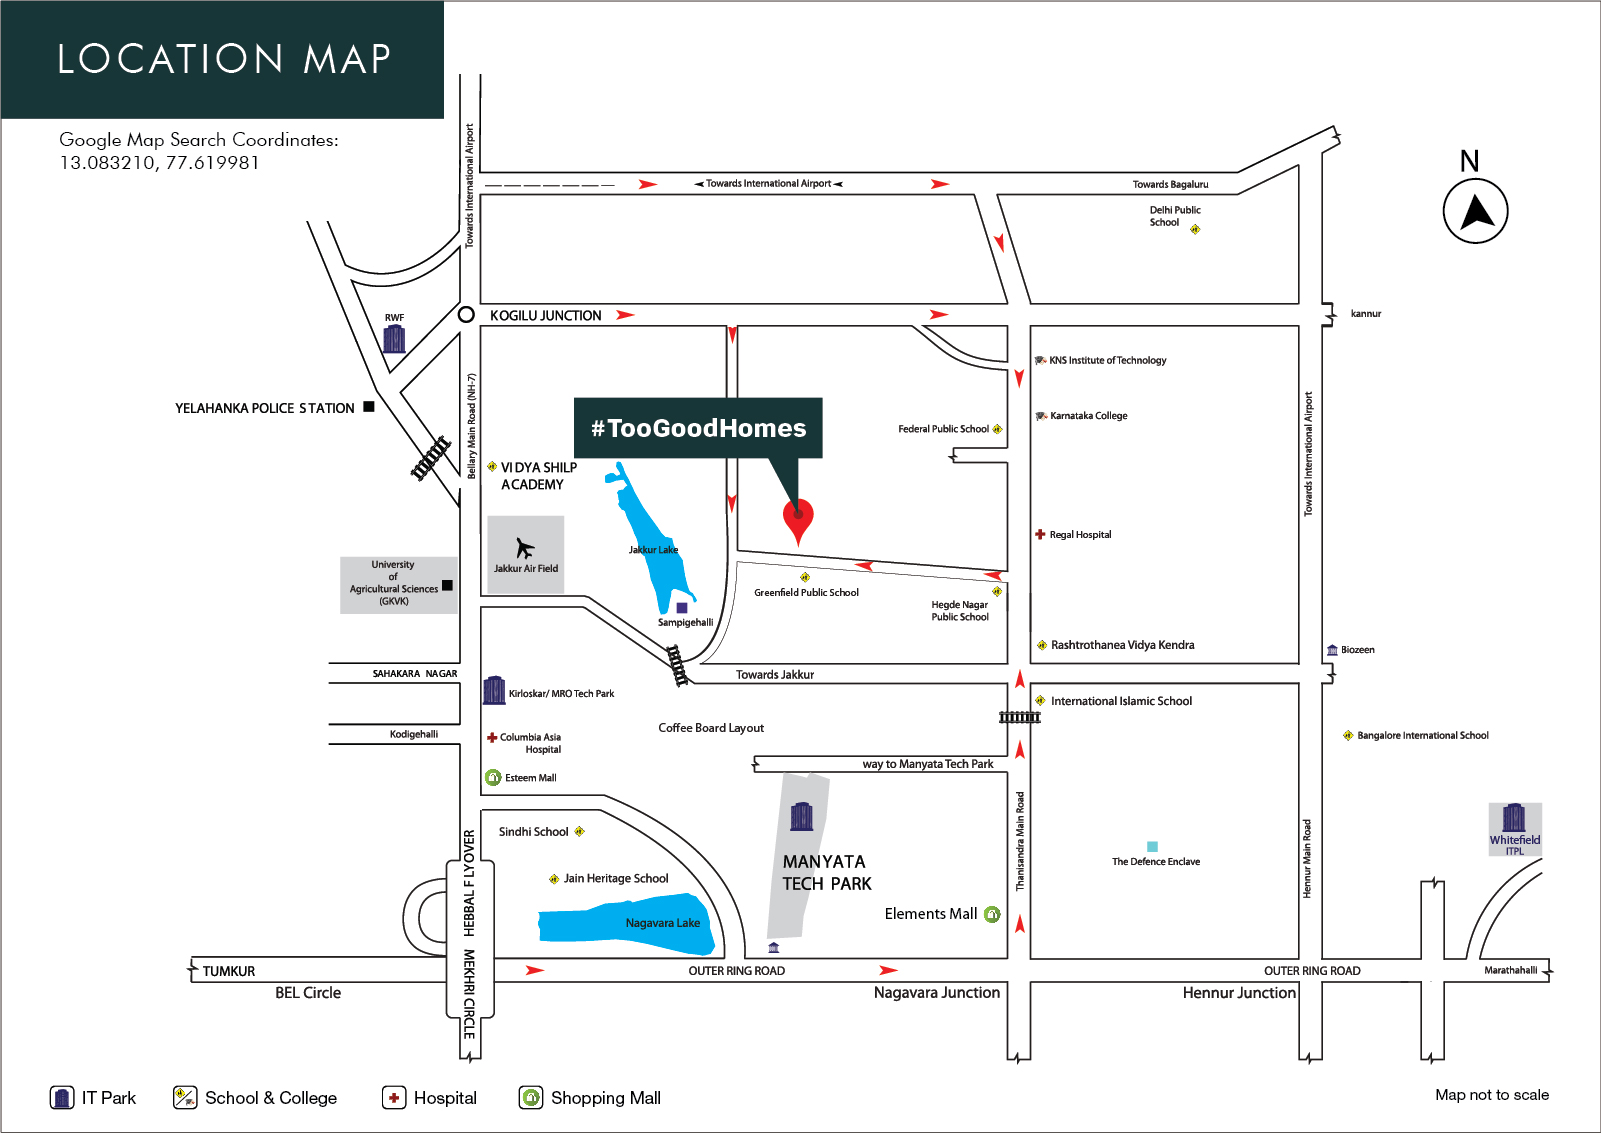 LOCATION MAP
Google Map Search Coordinates:
13.083210, 77.619981
N
Towards International Airport
Towards International Airport
Towards Bagaluru
Delhi Public
School
RWF
KOGILU JUNCTION
kannur
KNS Institute of Technology
YELAHANKA POLICE STATION
Bellary Main Road (NH-7)
#TooGoodHomes
Karnataka College
Federal Public School
Towards International Airport
VIDYA SHILP
ACADEMY
Regal Hospital
Jakkur Lake
Jakkur Air Field
University
of
Agricultural Sciences
(GKVK)
Greenfield Public School
Hegde Nagar
Public School
Sampigehalli
Rashtrothanea Vidya Kendra
Biozeen
SAHAKARA NAGAR
Towards Jakkur
Kirloskar/ MRO Tech Park
International Islamic School
Coffee Board Layout
Kodigehalli
Columbia Asia
Hospital
Bangalore International School
way to Manyata Tech Park
Esteem Mall
Sindhi School
Thanisandra Main Road
Hennur Main Road
Whitefield
ITPL
HEBBAL FLYOVER
MANYATA
TECH PARK
The Defence Enclave
Jain Heritage School
Elements Mall
Nagavara Lake
MEKHRI CIRCLE
TUMKUR
OUTER RING ROAD
OUTER RING ROAD
Marathahalli
BEL Circle
Nagavara Junction
Hennur Junction
IT Park
School & College
Hospital
Shopping Mall
Map not to scale